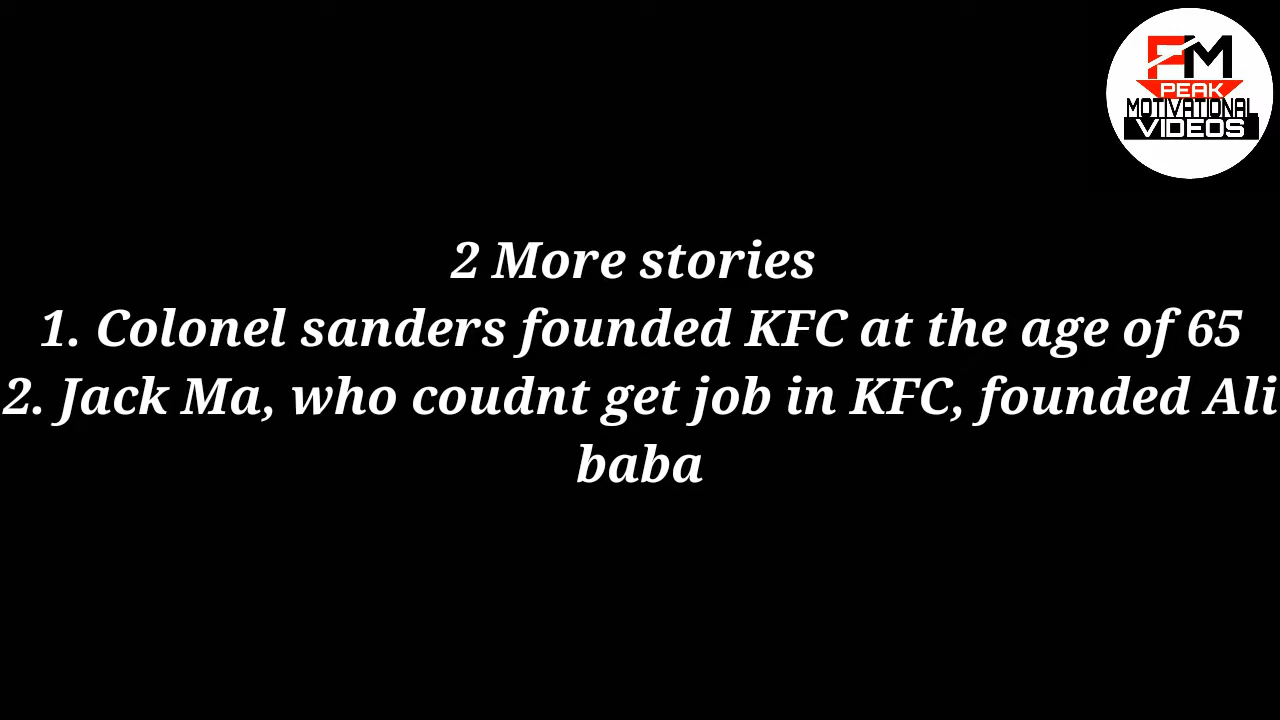 PM
PEAK
MOTIVATIONAL
VIDEOS
2 More stories
1. Colonel sanders founded KFC at the age of 65
2. Jack Ma, who coudnt get job in KFC, founded Ali
baba